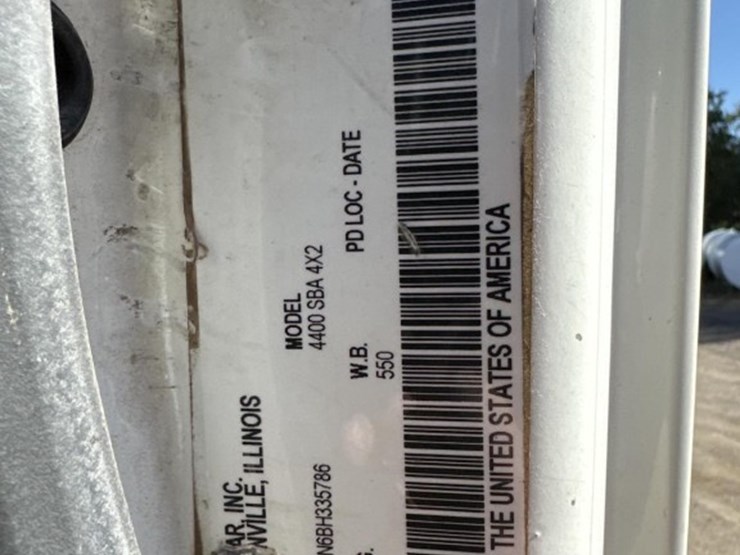 AR, INC.
NVILLE, ILLINOIS
MODEL
4400 SBA 4X2
N6BH335786
W.B.
550
PD LOC - DATE
G.
THE UNITED STATES OF AMERICA